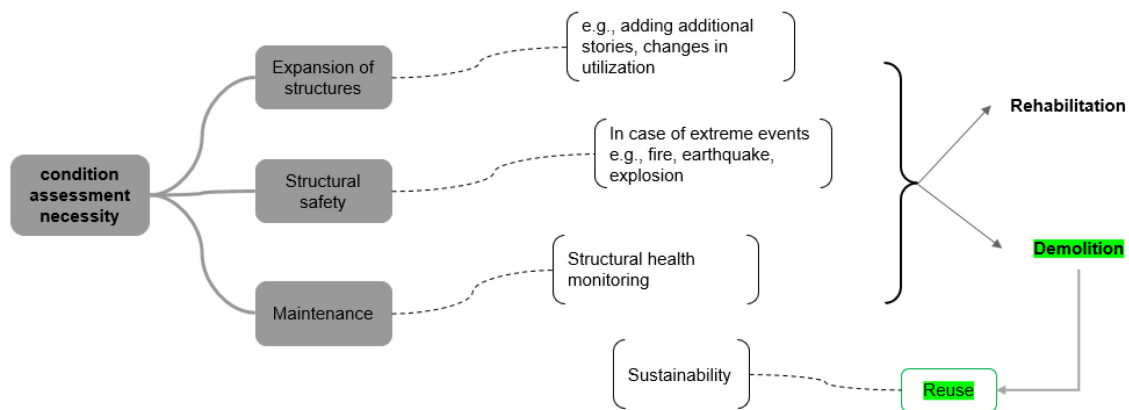 e.g., adding additional
stories, changes in
utilization
Expansion of
structures
Rehabilitation
In case of extreme events
e.g., fire, earthquake,
explosion
condition
assessment
necessity
Structural
safety
Demolition
Structural health
monitoring
Maintenance
Sustainability
Reuse